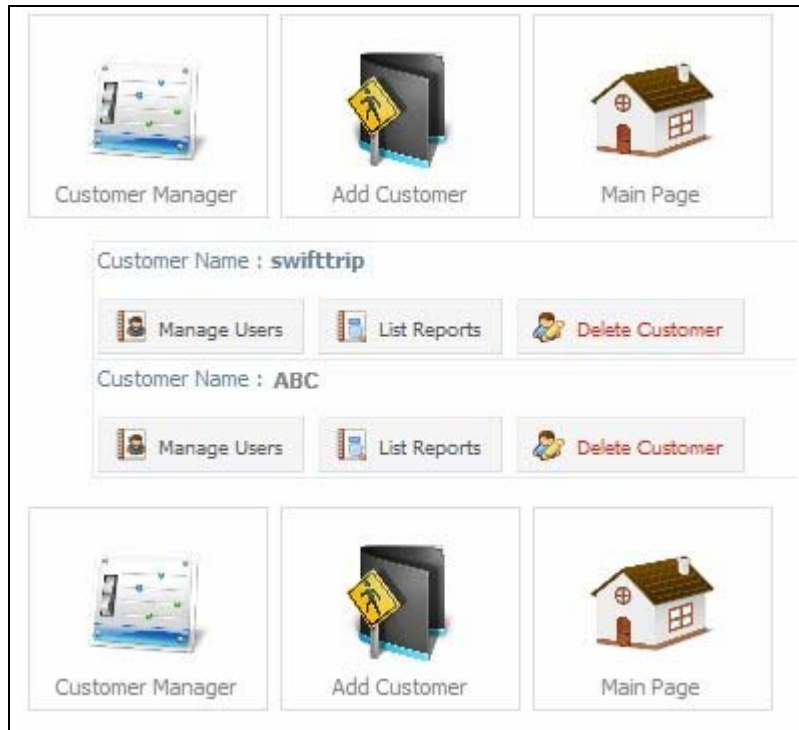 Customer Manager Add Customer Main Page
Customer Name : swifttrip
Manage Users List Reports Delete Customer
Customer Name : ABC
Manage Users List Reports Delete Customer
Customer Manager Add Customer Main Page